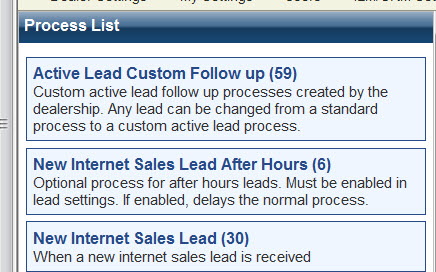 Process List
Active Lead Custom Follow up (59)
Custom active lead follow up processes created by the
dealership. Any lead can be changed from a standard
process to a custom active lead process.
New Internet Sales Lead After Hours (6)
Optional process for after hours leads. Must be enabled in
lead settings. If enabled, delays the normal process.
New Internet Sales Lead (30)
When a new internet sales lead is received